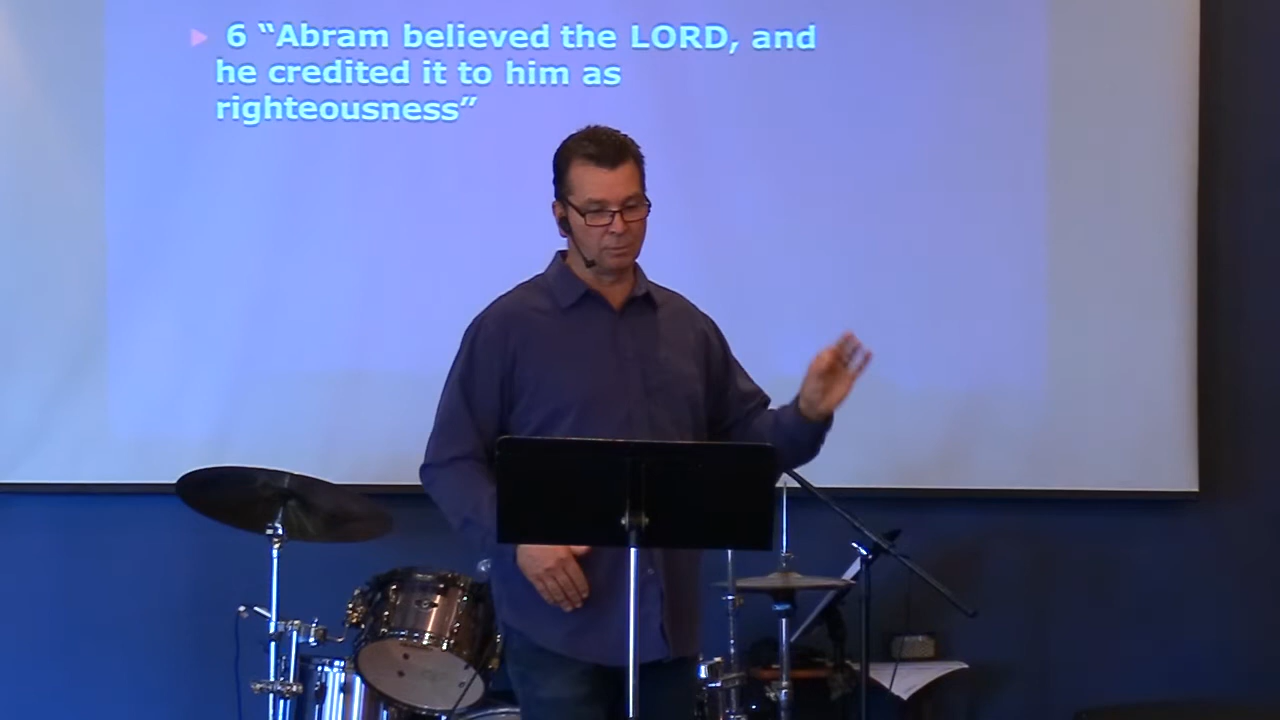 6 “Abram believed the LORD, and
he credited it to him as
righteousness”